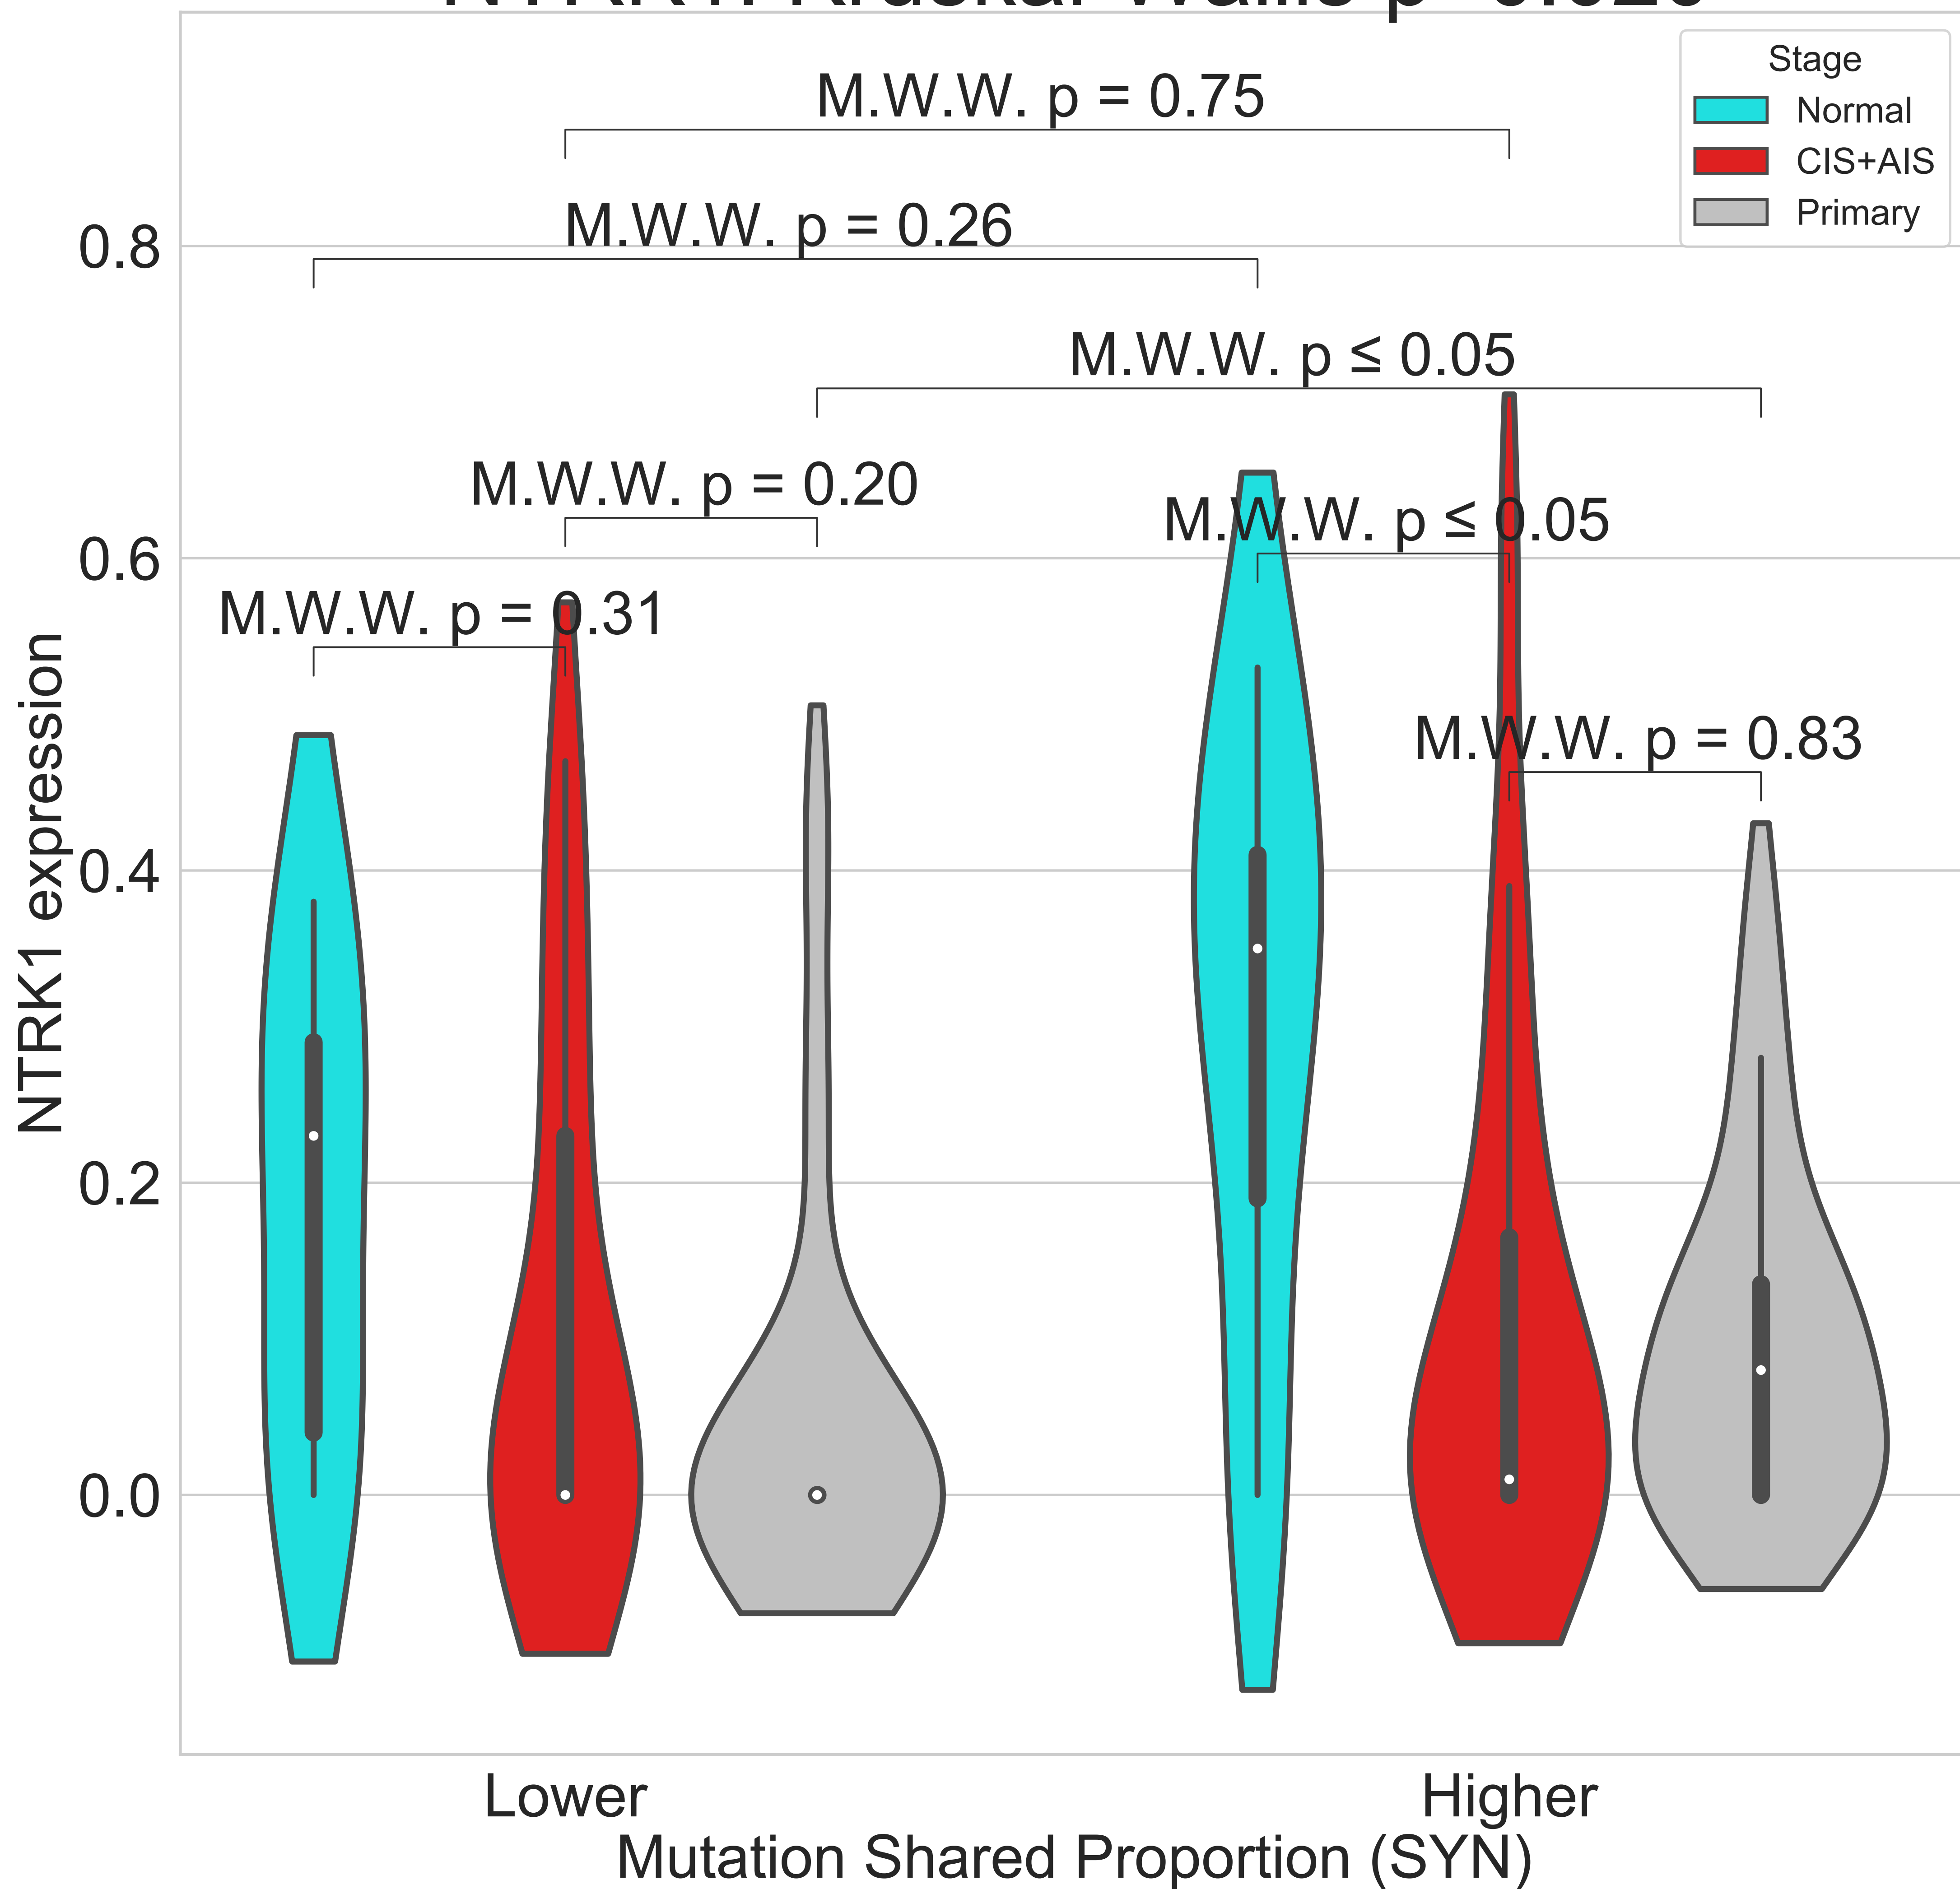 Stage
Normal
CIS+AIS
Primary
M.W.W. p = 0.75
M.W.W. p = 0.26
M.W.W. p ≤ 0.05
M.W.W. p = 0.20
M.W.W. p ≤ 0.05
M.W.W. p = 0.31
M.W.W. p = 0.83
NTRK1 expression
0.8
0.6
0.4
0.2
0.0
Lower
Higher
Mutation Shared Proportion (SYN)